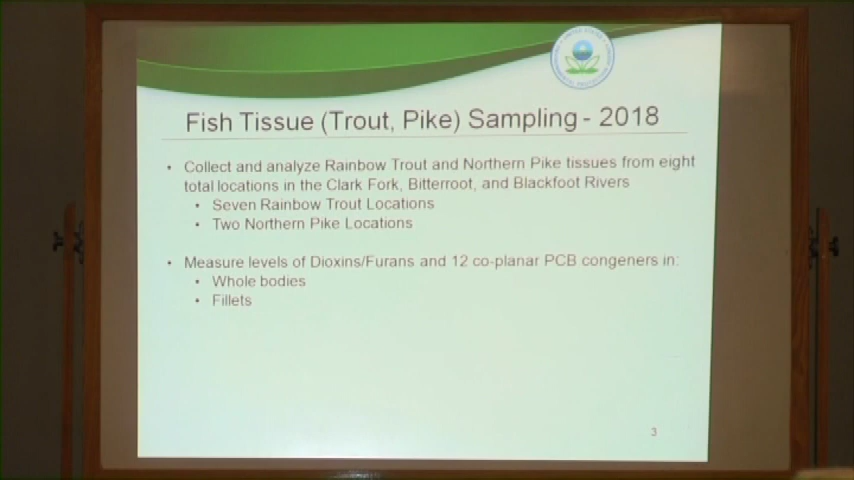 Fish Tissue (Trout, Pike) Sampling - 2018
• Collect and analyze Rainbow Trout and Northern Pike tissues from eight
total locations in the Clark Fork, Bitterroot, and Blackfoot Rivers
• Seven Rainbow Trout Locations
• Two Northern Pike Locations
• Measure levels of Dioxins/Furans and 12 co-planar PCB congeners in:
• Whole bodies
• Fillets
3